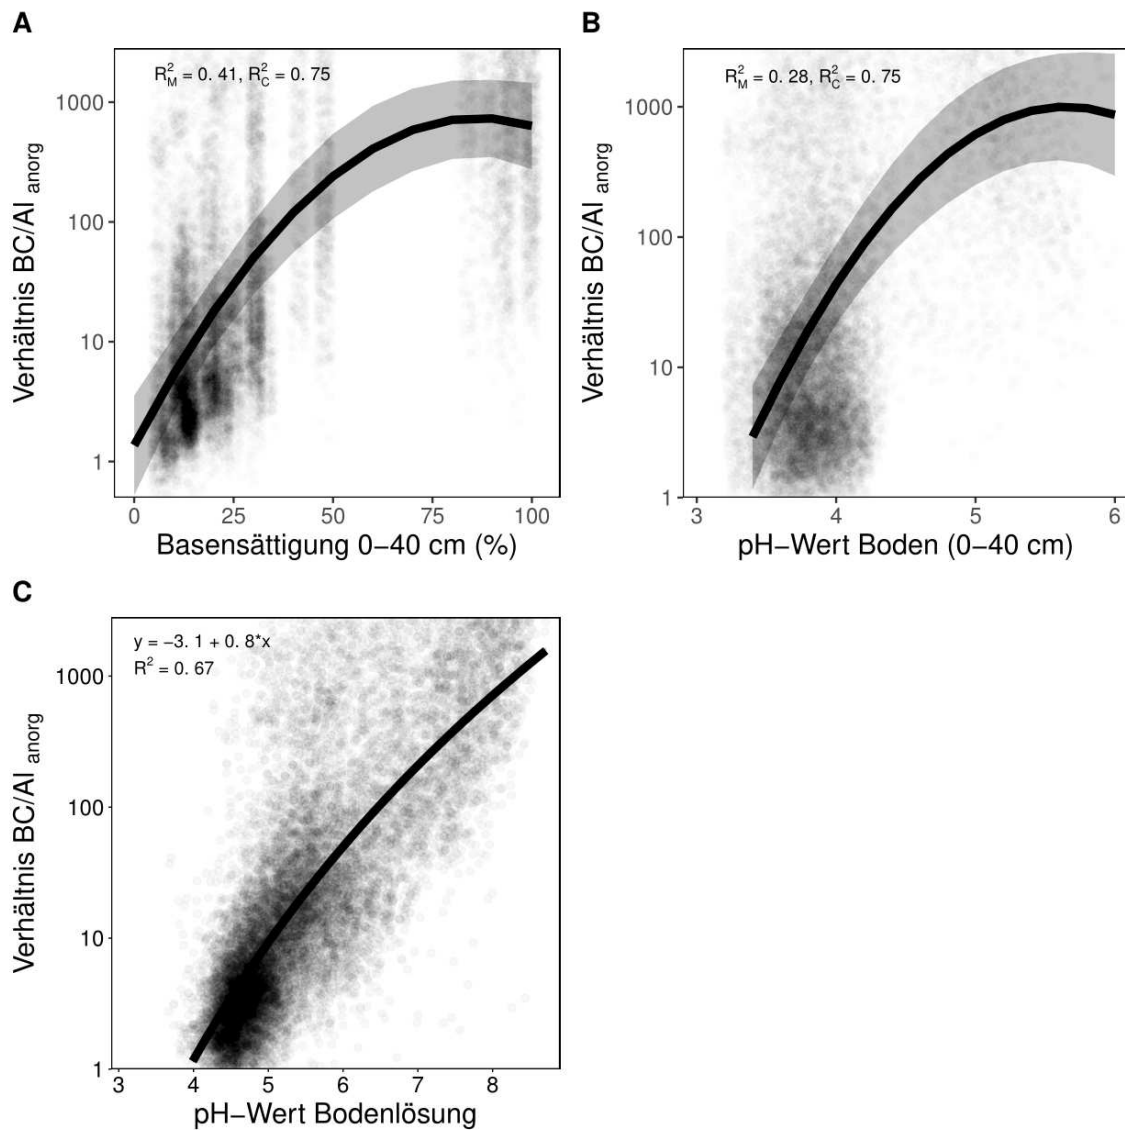 A
R²M = 0. 41, R²C = 0. 75
1000
100
10
1
0 25 50 75 100
Verhältnis BC/Al anorg
Basensättigung 0−40 cm (%)
B
R²M = 0. 28, R²C = 0. 75
1000
100
10
1
3 4 5 6
Verhältnis BC/Al anorg
pH−Wert Boden (0−40 cm)
C
y = −3. 1 + 0. 8*x
R² = 0. 67
1000
100
10
1
3 4 5 6 7 8
Verhältnis BC/Al anorg
pH−Wert Bodenlösung